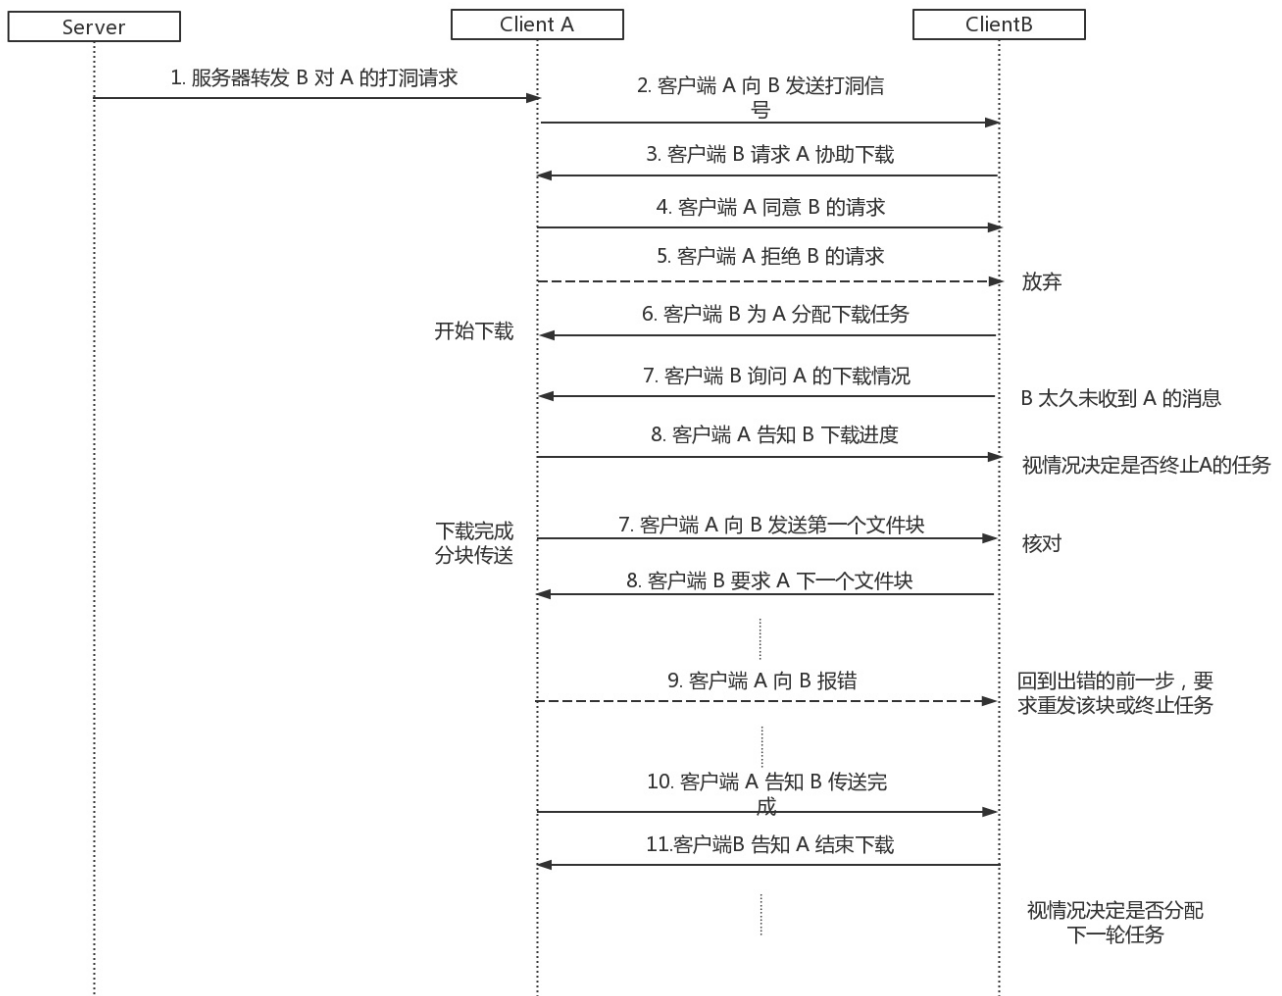 Server
Client A
ClientB
1. 服务器转发 B 对 A 的打洞请求
2. 客户端 A 向 B 发送打洞信
号
3. 客户端 B 请求 A 协助下载
4. 客户端 A 同意 B 的请求
5. 客户端 A 拒绝 B 的请求
放弃
6. 客户端 B 为 A 分配下载任务
开始下载
7. 客户端 B 询问 A 的下载情况
B 太久未收到 A 的消息
8. 客户端 A 告知 B 下载进度
视情况决定是否终止A的任务
下载完成
分块传送
7. 客户端 A 向 B 发送第一个文件块
核对
8. 客户端 B 要求 A 下一个文件块
9. 客户端 A 向 B 报错
回到出错的前一步，要
求重发该块或终止任务
10. 客户端 A 告知 B 传送完
成
11.客户端B 告知 A 结束下载
视情况决定是否分配
下一轮任务